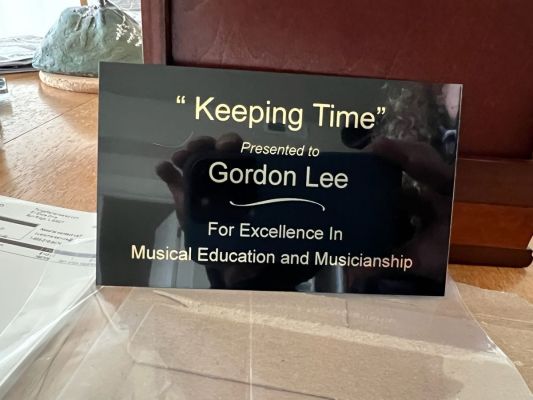 “ Keeping Time”
Presented to
Gordon Lee
For Excellence In
Musical Education and Musicianship